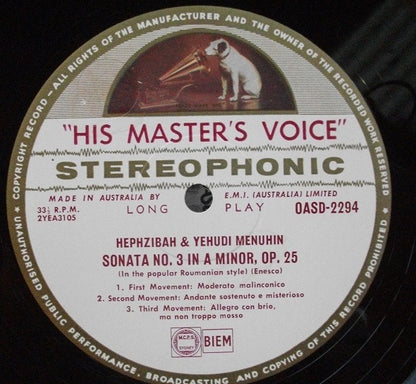 COPYRIGHT RECORD — ALL RIGHTS OF THE MANUFACTURER AND OF THE OWNER OF THE RECORDED WORK RESERVED
UNAUTHORISED PUBLIC PERFORMANCE · BROADCASTING AND COPYING OF THIS RECORD PROHIBITED
"HIS MASTER'S VOICE"
STEREOPHONIC
MADE IN AUSTRALIA BY E.M.I. (AUSTRALIA) LIMITED
33⅓ R.P.M. LONG PLAY OASD-2294
2YEA3105
HEPHZIBAH & YEHUDI MENUHIN
SONATA NO. 3 IN A MINOR, OP. 25
(In the popular Roumanian style) (Enesco)
1. First Movement: Moderato malinconico
2. Second Movement: Andante sostenuto e misterioso
3. Third Movement: Allegro con brio,
ma non troppo mosso
M.C.P.S.
SYDNEY
BIEM